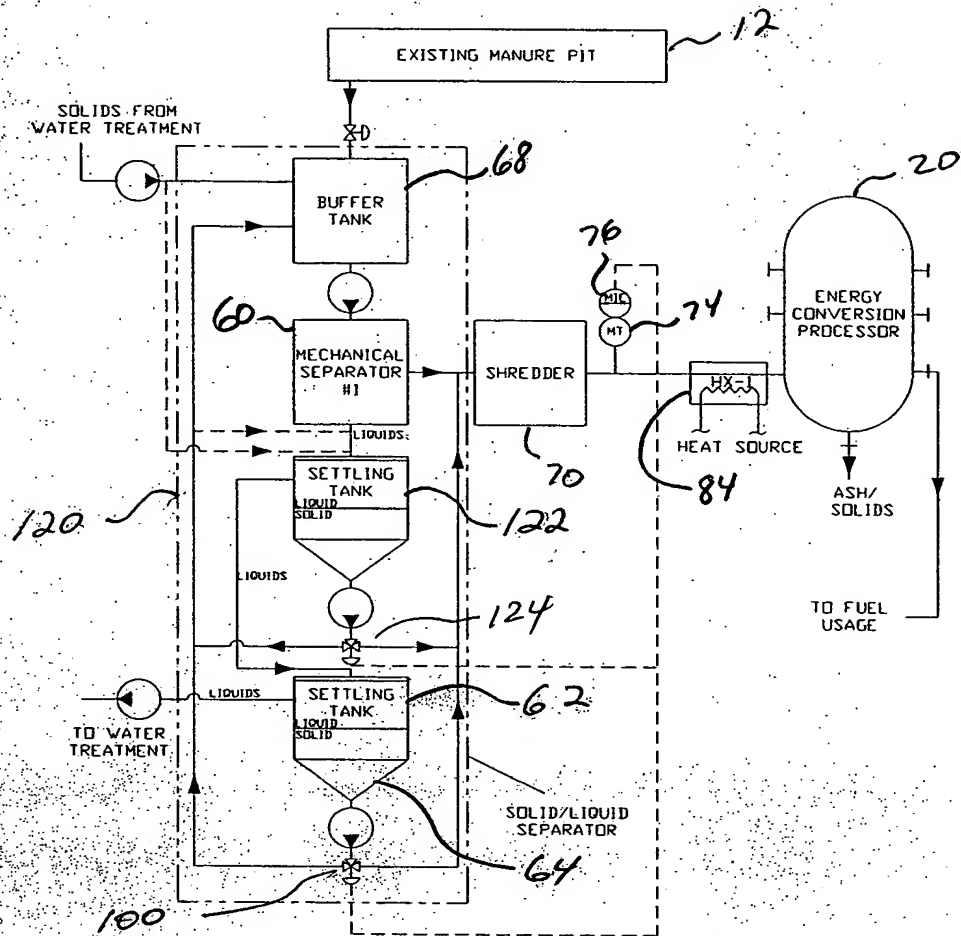 12
EXISTING MANURE PIT
SOLIDS FROM
WATER TREATMENT
68
BUFFER
TANK
20
76
MIC
74
MT
ENERGY
CONVERSION
PROCESSOR
60
MECHANICAL
SEPARATOR
#1
SHREDDER
HX-1
HEAT SOURCE
LIQUIDS
70
84
SETTLING
TANK
LIQUID
SOLID
120
122
ASH/
SOLIDS
LIQUIDS
124
TO FUEL
USAGE
LIQUIDS
SETTLING
TANK
LIQUID
SOLID
62
TO WATER
TREATMENT
SOLID/LIQUID
SEPARATOR
64
100